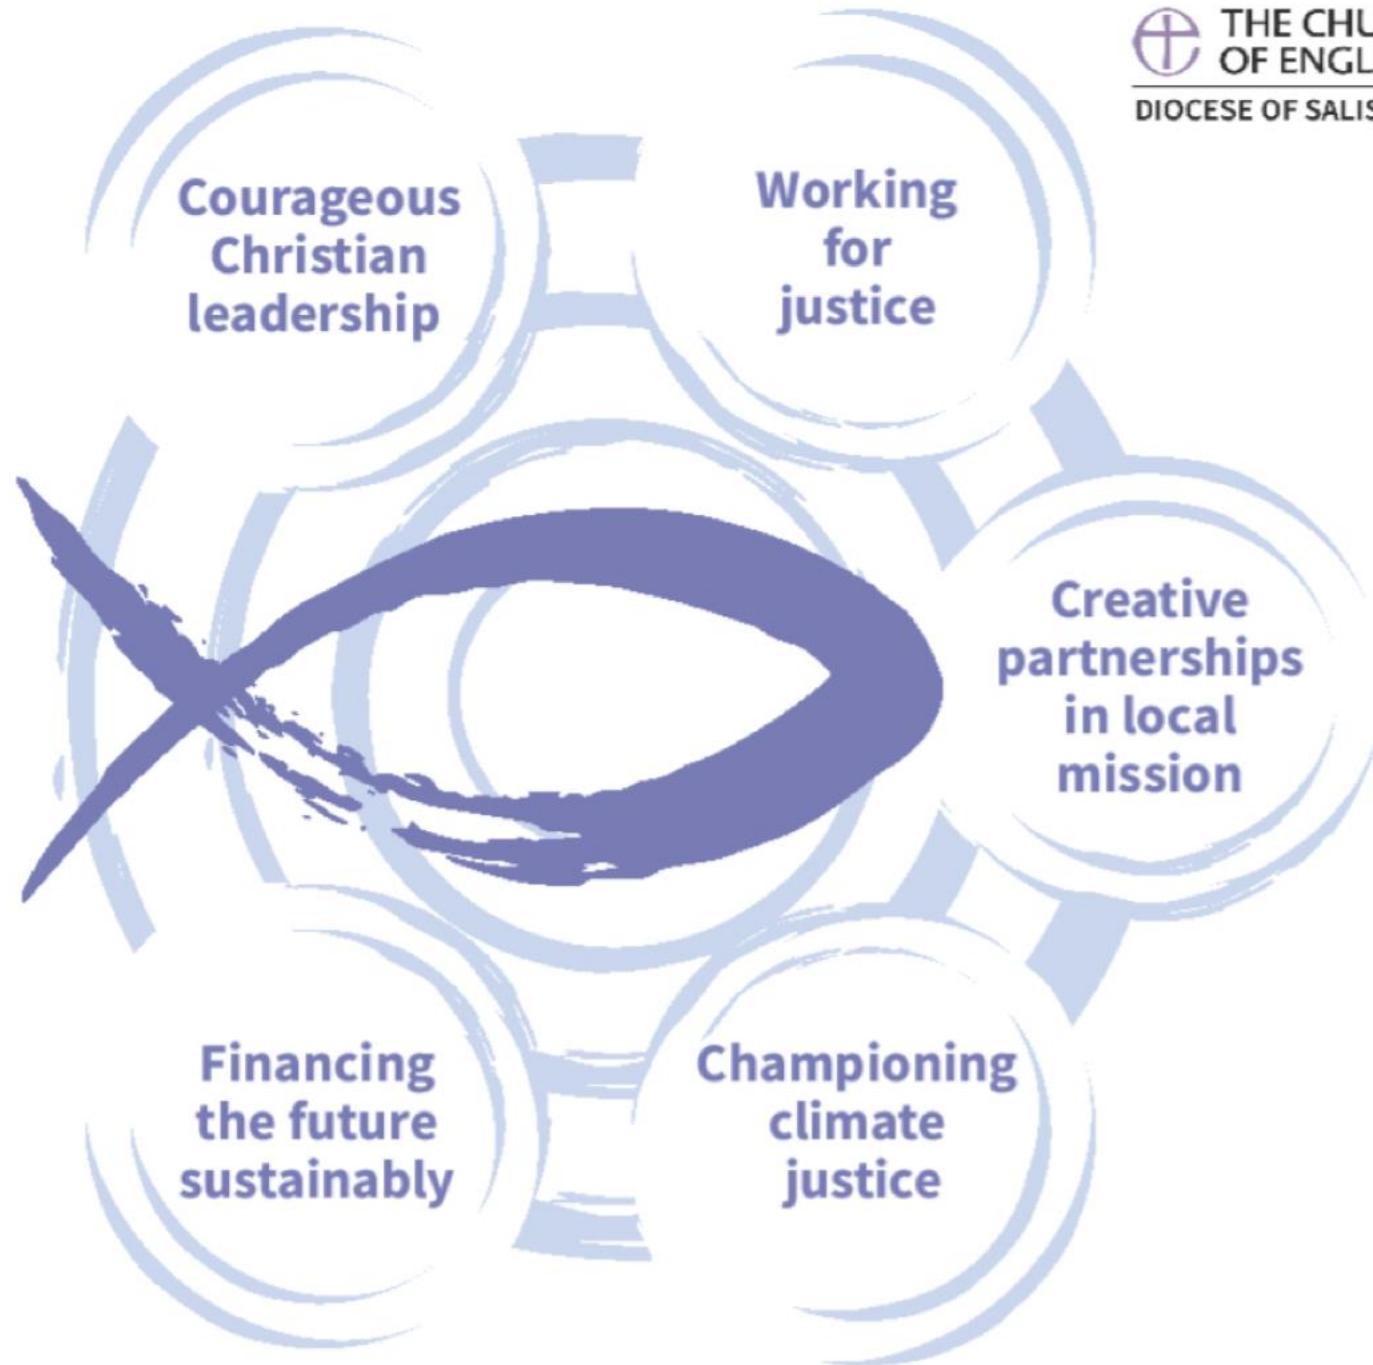 THE CHU
OF ENGL
DIOCESE OF SALIS
Courageous
Christian
leadership
Working
for
justice
Creative
partnerships
in local
mission
Financing
the future
sustainably
Championing
climate
justice